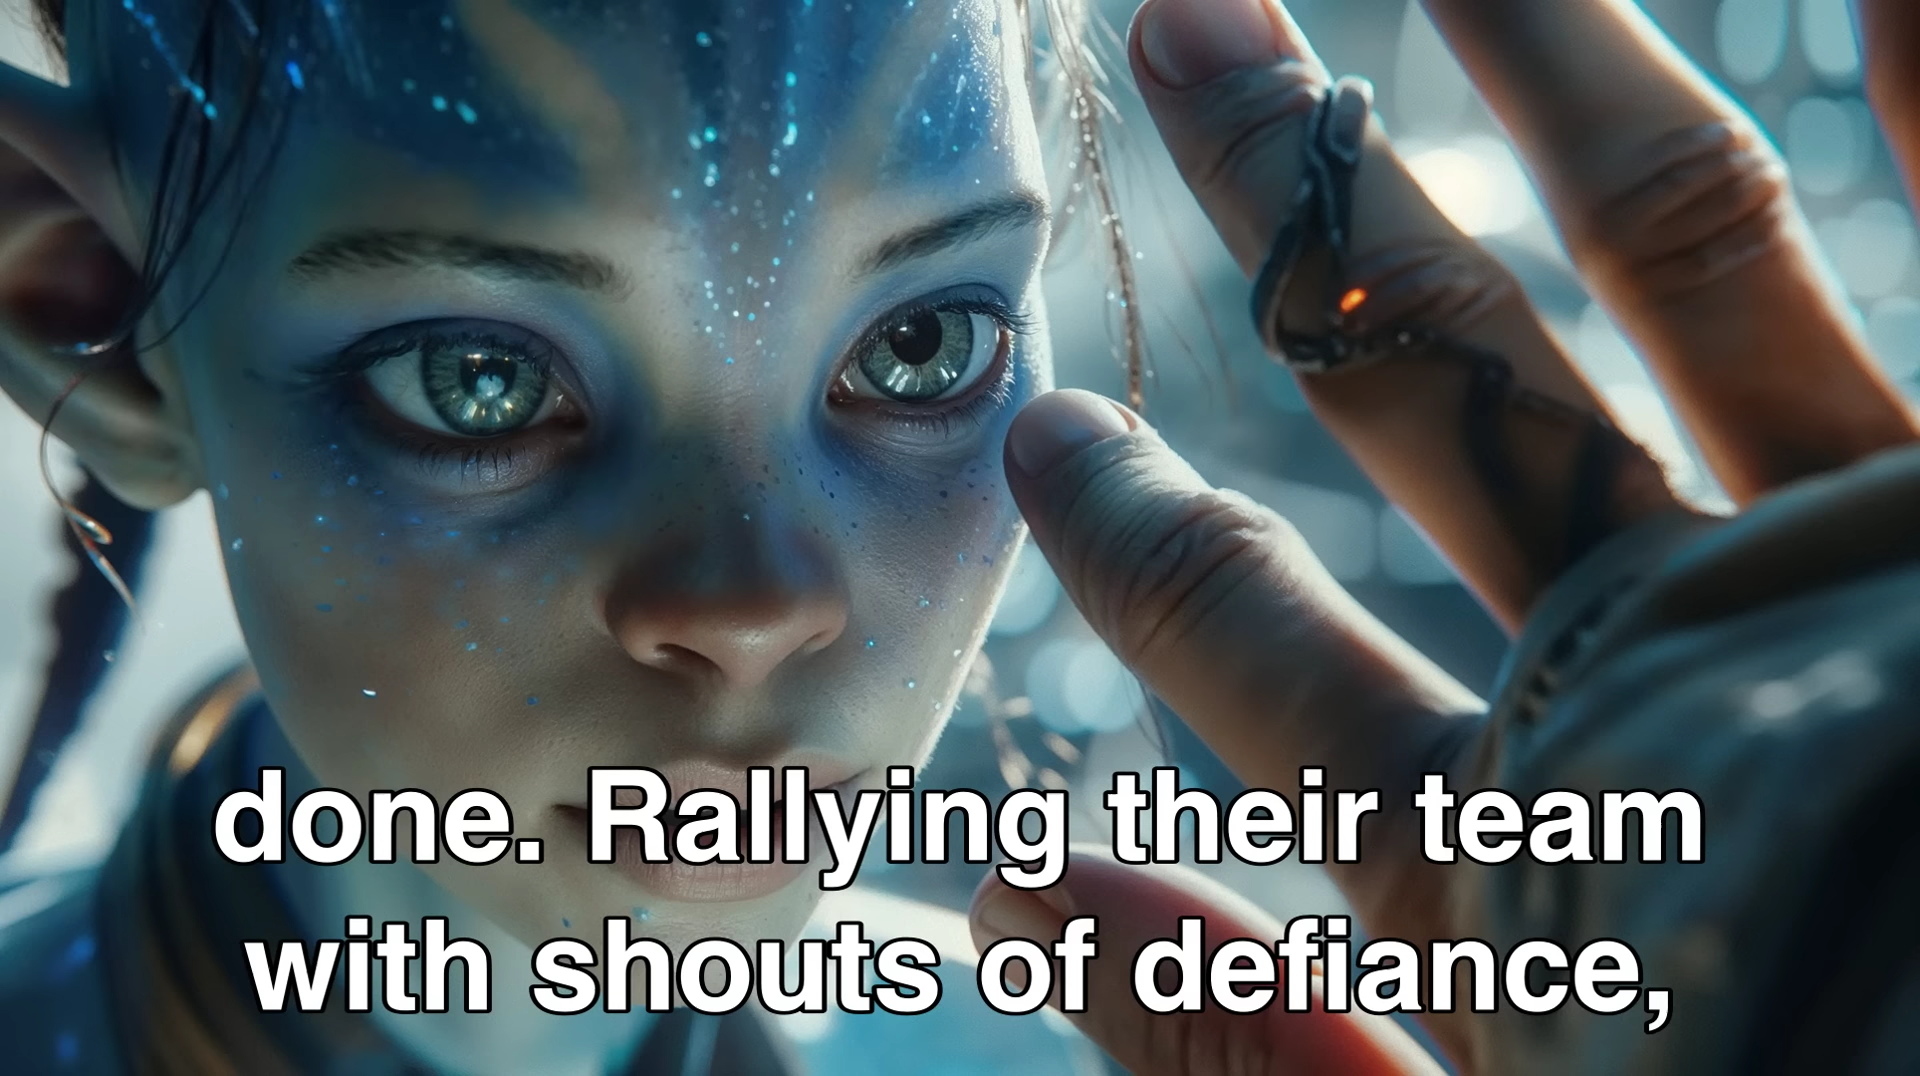 done. Rallying their team
with shouts of defiance,